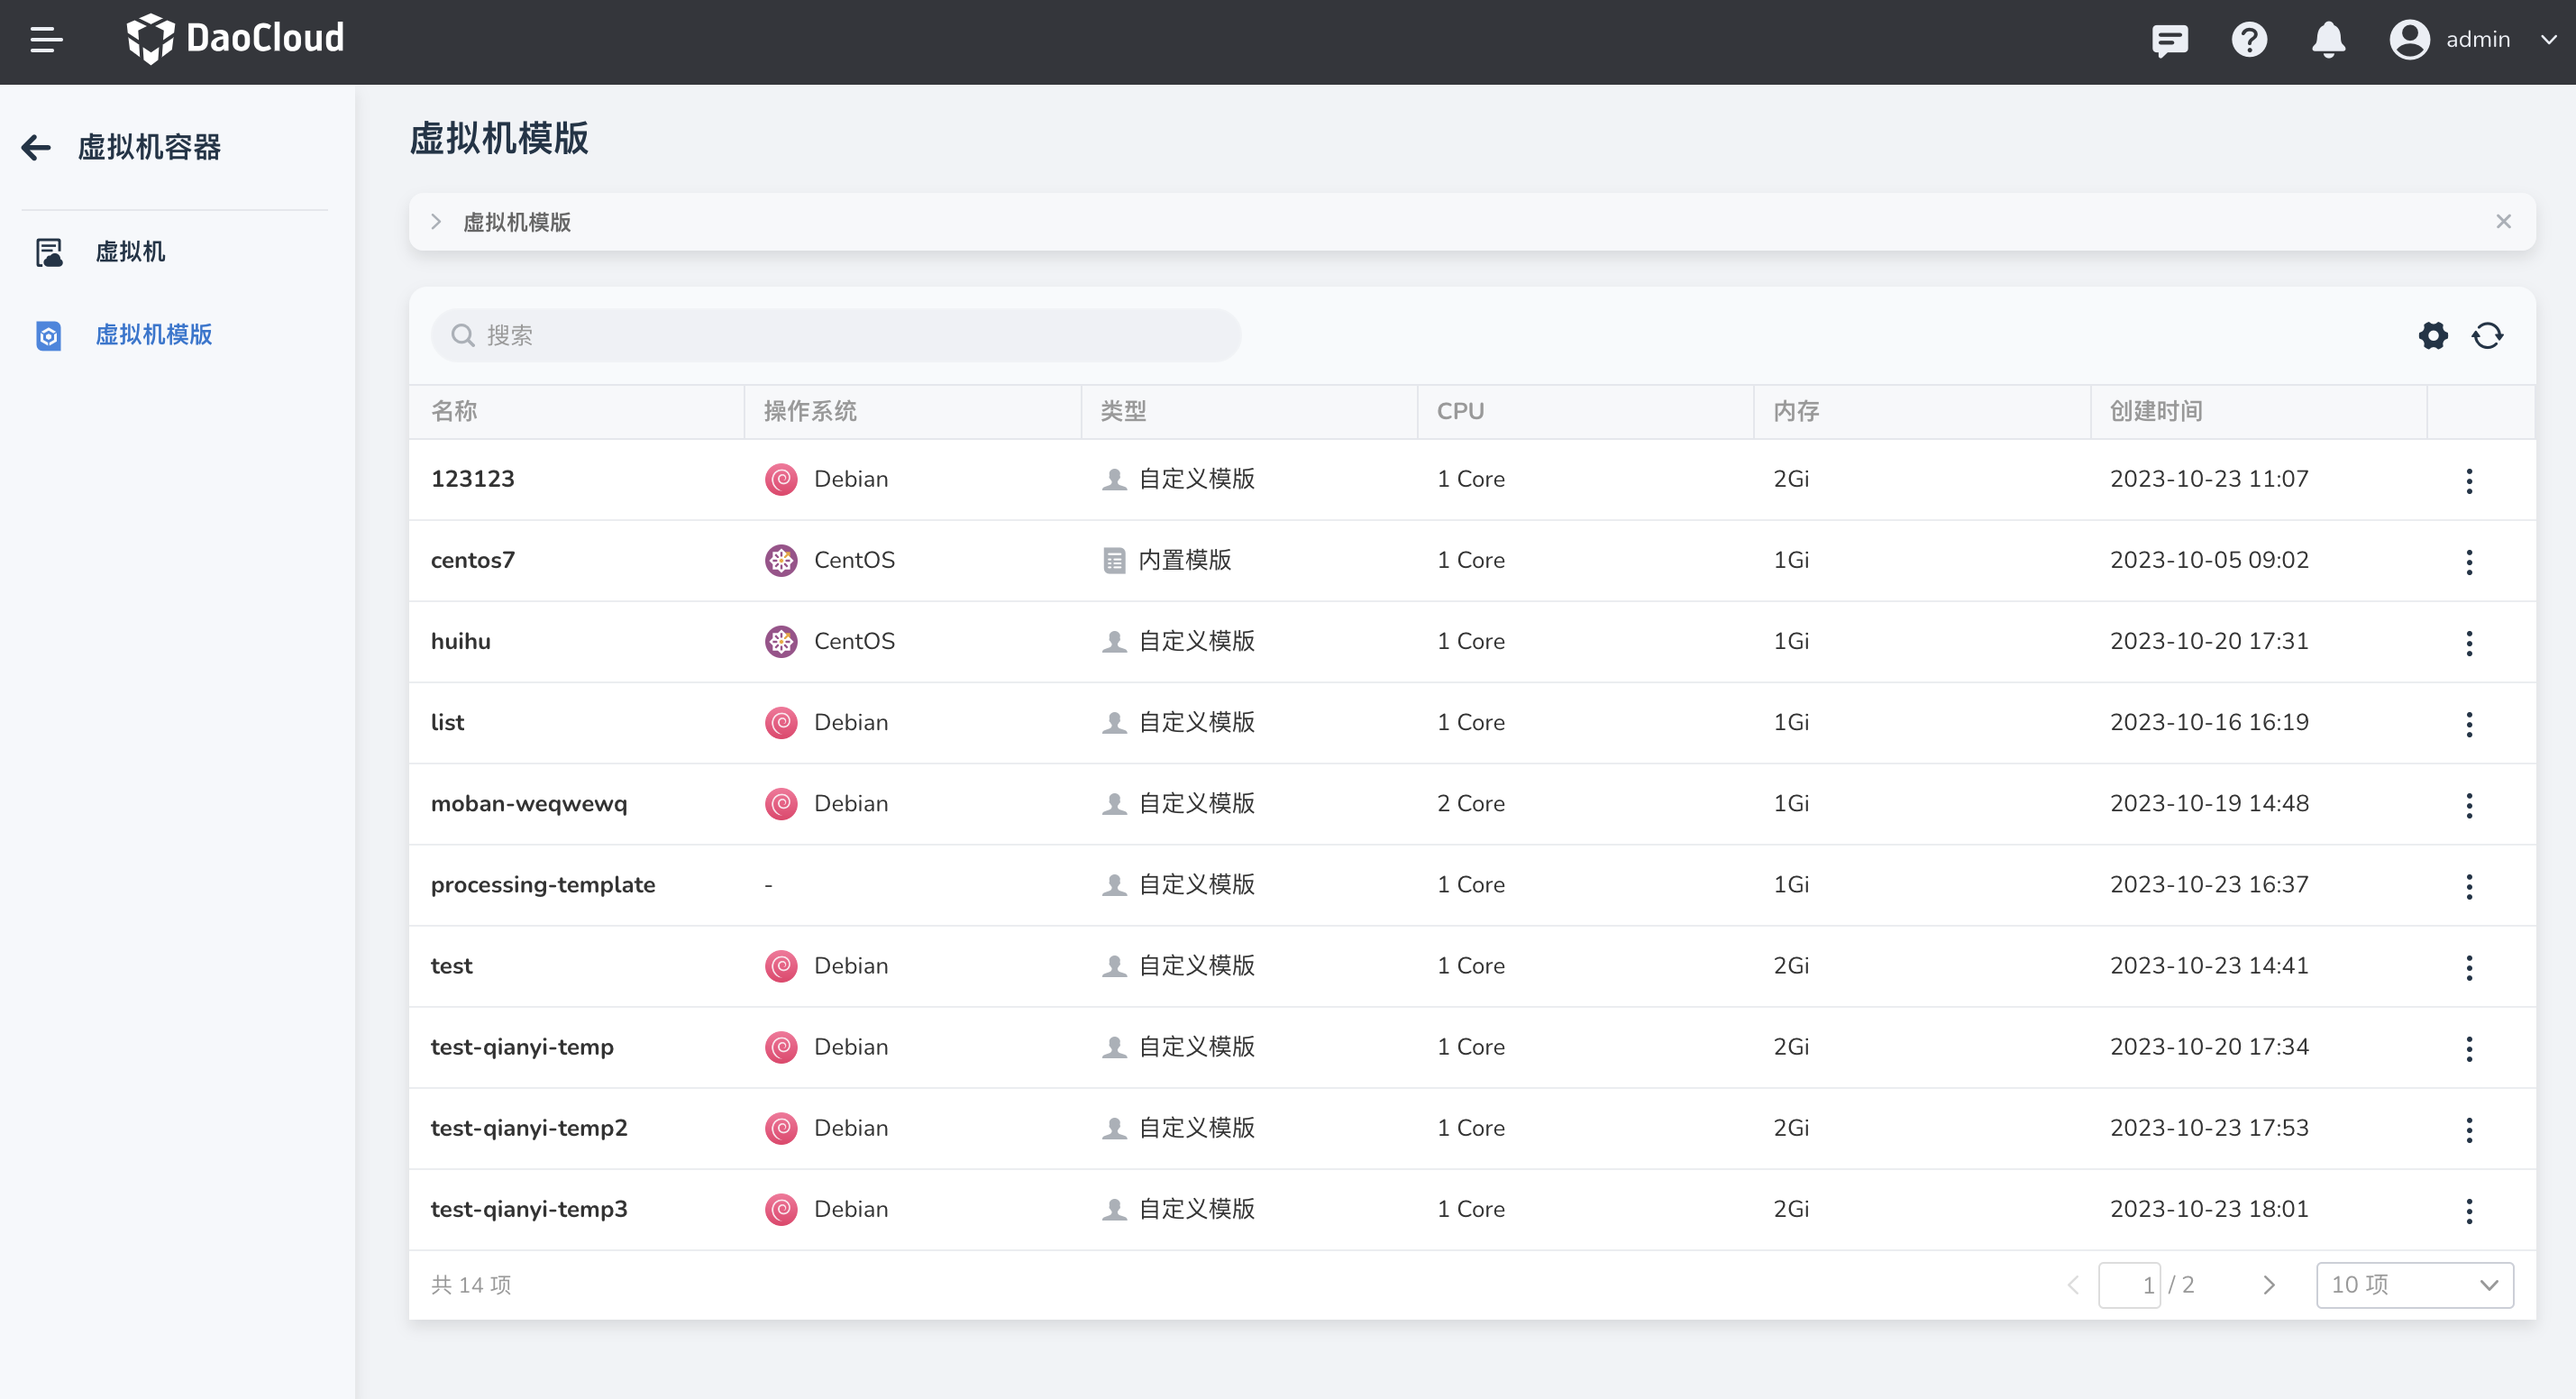 DaoCloud
admin
虚拟机容器
虚拟机
虚拟机模版
虚拟机模版
虚拟机模版
搜索
名称 操作系统 类型 CPU 内存 创建时间
123123 Debian 自定义模版 1 Core 2Gi 2023-10-23 11:07
centos7 CentOS 内置模版 1 Core 1Gi 2023-10-05 09:02
huihu CentOS 自定义模版 1 Core 1Gi 2023-10-20 17:31
list Debian 自定义模版 1 Core 1Gi 2023-10-16 16:19
moban-weqwewq Debian 自定义模版 2 Core 1Gi 2023-10-19 14:48
processing-template - 自定义模版 1 Core 1Gi 2023-10-23 16:37
test Debian 自定义模版 1 Core 2Gi 2023-10-23 14:41
test-qianyi-temp Debian 自定义模版 1 Core 2Gi 2023-10-20 17:34
test-qianyi-temp2 Debian 自定义模版 1 Core 2Gi 2023-10-23 17:53
test-qianyi-temp3 Debian 自定义模版 1 Core 2Gi 2023-10-23 18:01
共 14 项 1 / 2 10 项